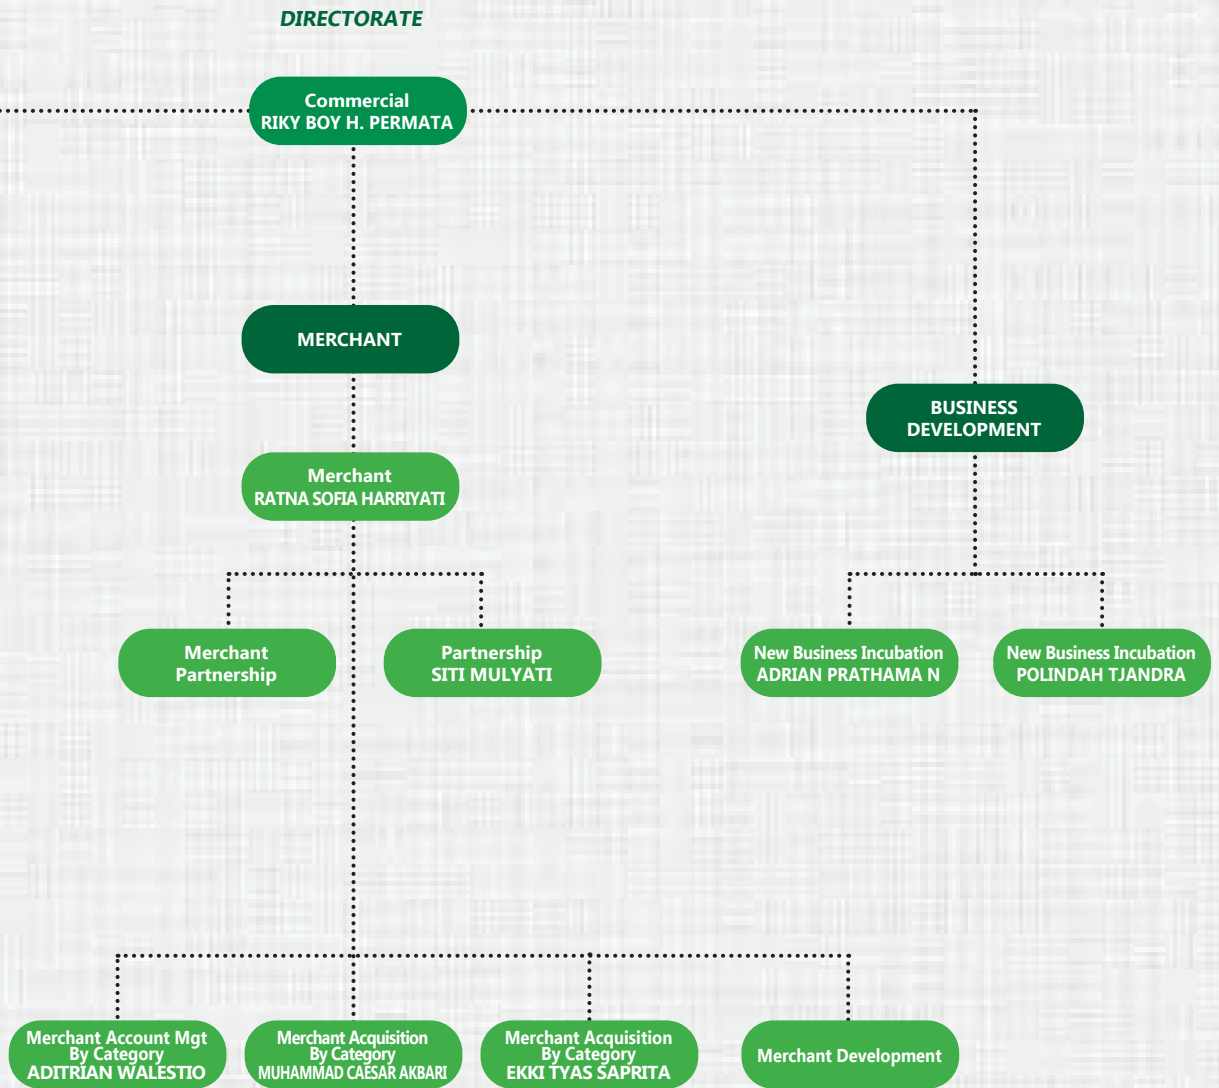 DIRECTORATE
Commercial
RIKY BOY H. PERMATA
MERCHANT
BUSINESS
DEVELOPMENT
Merchant
RATNA SOFIA HARRIYATI
Merchant
Partnership
Partnership
SITI MULYATI
New Business Incubation
ADRIAN PRATHAMA N
New Business Incubation
POLINDAH TJANDRA
Merchant Account Mgt
By Category
ADITRIAN WALESTIO
Merchant Acquisition
By Category
MUHAMMAD CAESAR AKBARI
Merchant Acquisition
By Category
EKKI TYAS SAPRITA
Merchant Development